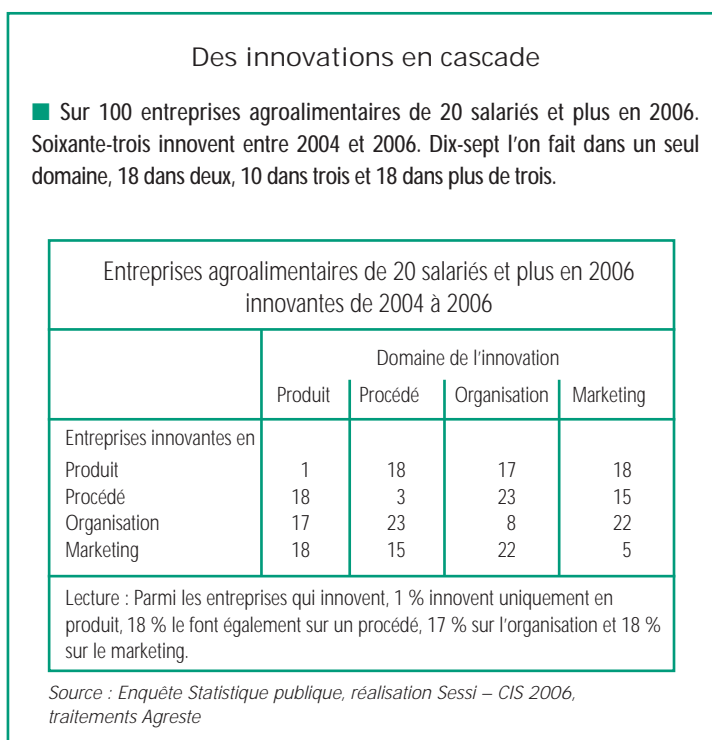 Des innovations en cascade
Sur 100 entreprises agroalimentaires de 20 salariés et plus en 2006.
Soixante-trois innovent entre 2004 et 2006. Dix-sept l'on fait dans un seul
domaine, 18 dans deux, 10 dans trois et 18 dans plus de trois.
Entreprises agroalimentaires de 20 salariés et plus en 2006
innovantes de 2004 à 2006
Domaine de l'innovation
Produit Procédé Organisation Marketing
Entreprises innovantes en
Produit 1 18 17 18
Procédé 18 3 23 15
Organisation 17 23 8 22
Marketing 18 15 22 5
Lecture : Parmi les entreprises qui innovent, 1 % innovent uniquement en
produit, 18 % le font également sur un procédé, 17 % sur l'organisation et 18 %
sur le marketing.
Source : Enquête Statistique publique, réalisation Sessi – CIS 2006,
traitements Agreste